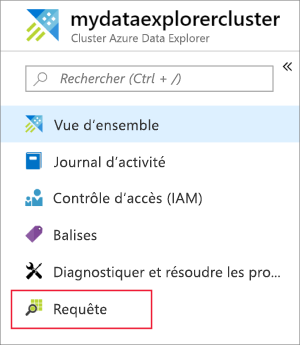 mydataexplorercluster
Cluster Azure Data Explorer
Rechercher (Ctrl + /)
Vue d'ensemble
Journal d'activité
Contrôle d'accès (IAM)
Balises
Diagnostiquer et résoudre les pro...
Requête